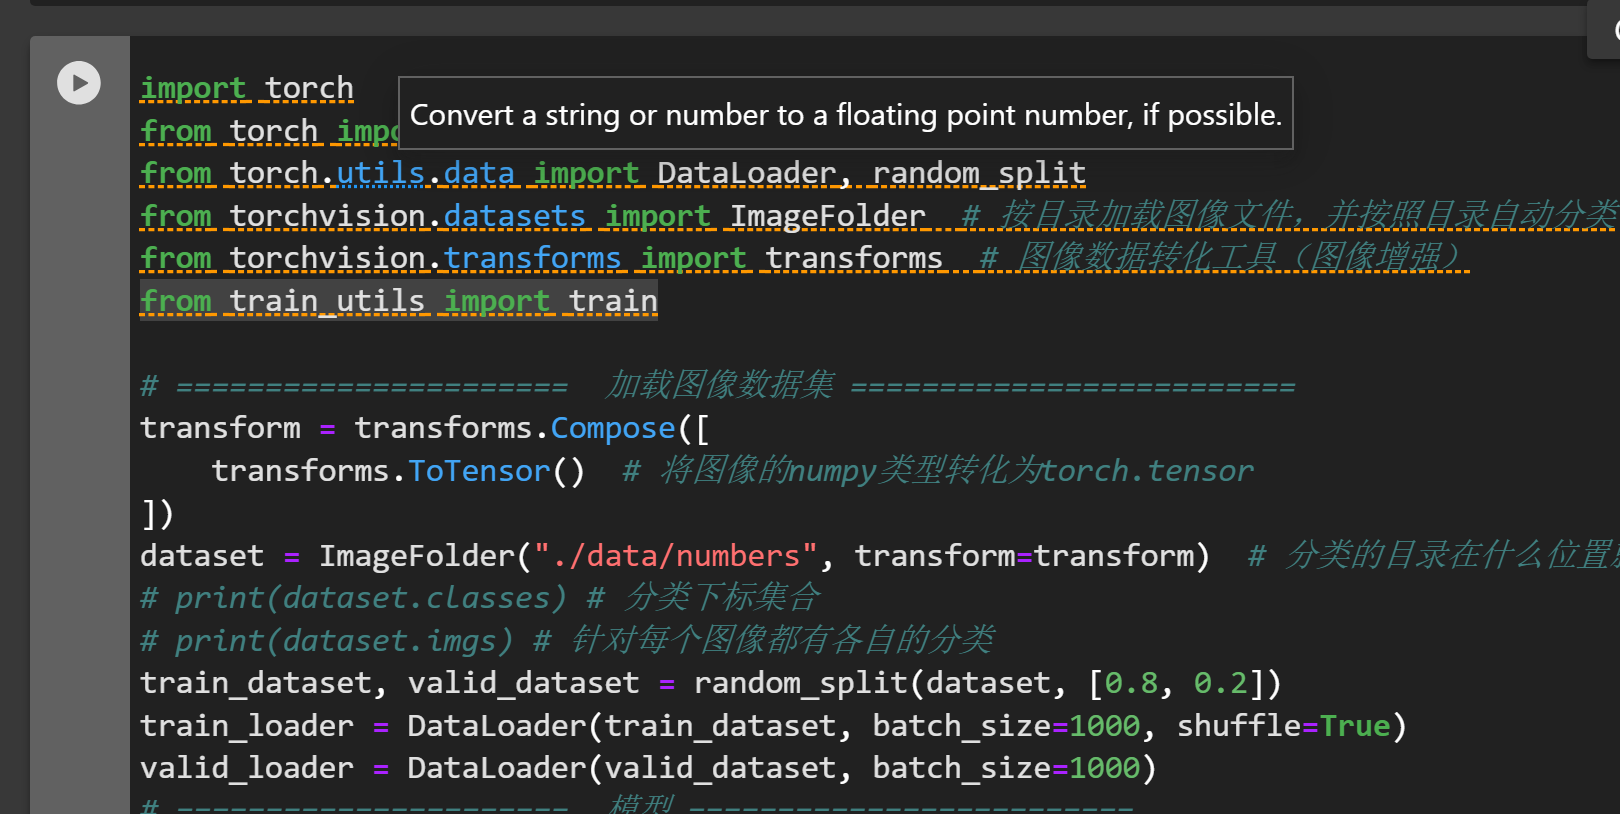 import torch
Convert a string or number to a floating point number, if possible.
from torch impo
from torch.utils.data import DataLoader, random_split
from torchvision.datasets import ImageFolder  # 按目录加载图像文件，并按照目录自动分类
from torchvision.transforms import transforms  # 图像数据转化工具（图像增强）
from train_utils import train
# ======================  加载图像数据集 =========================
transform = transforms.Compose([
    transforms.ToTensor()  # 将图像的numpy类型转化为torch.tensor
])
dataset = ImageFolder("./data/numbers", transform=transform)  # 分类的目录在什么位置
# print(dataset.classes) # 分类下标集合
# print(dataset.imgs) # 针对每个图像都有各自的分类
train_dataset, valid_dataset = random_split(dataset, [0.8, 0.2])
train_loader = DataLoader(train_dataset, batch_size=1000, shuffle=True)
valid_loader = DataLoader(valid_dataset, batch_size=1000)
# ======================  模型 =========================